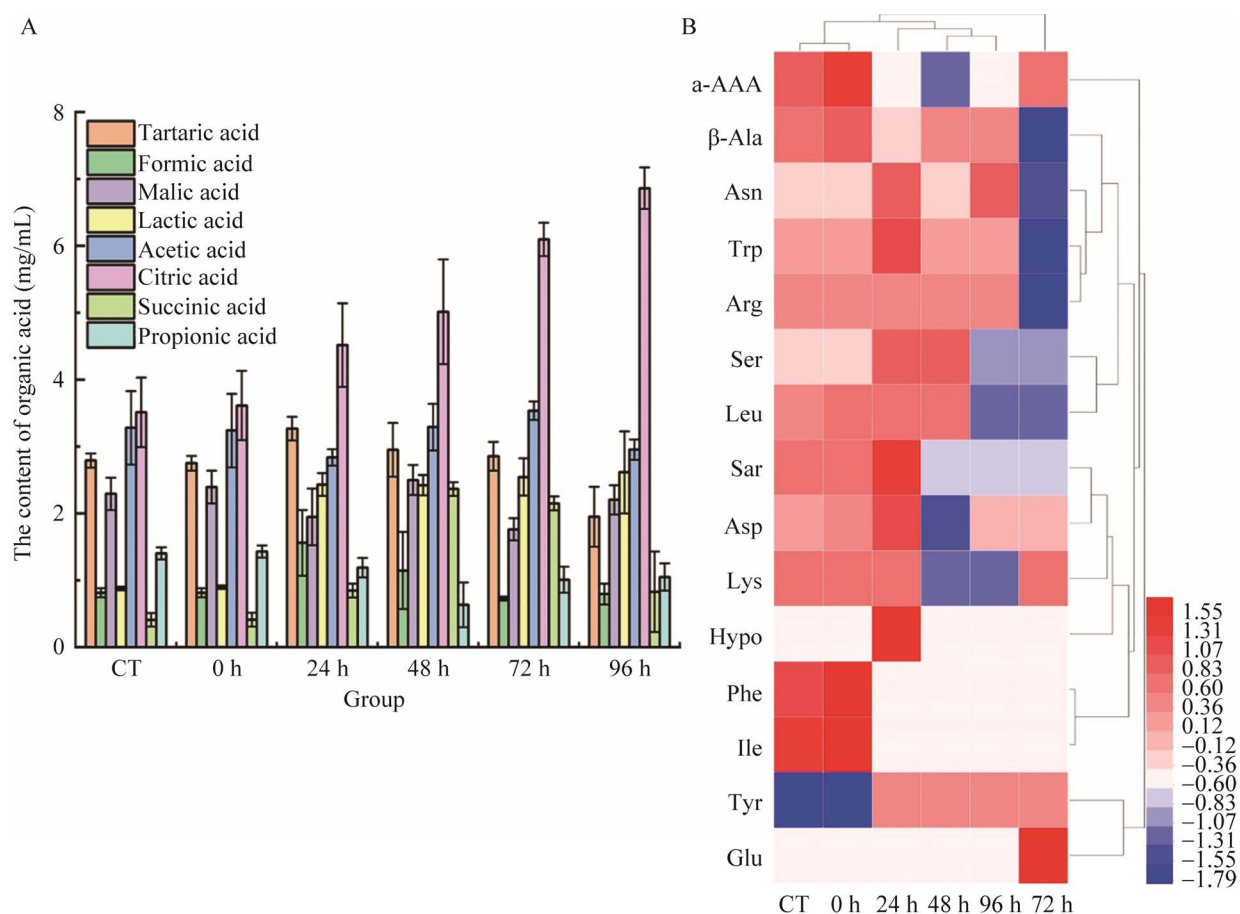 A
The content of organic acid (mg/mL)
8
6
4
2
0
Tartaric acid
Formic acid
Malic acid
Lactic acid
Acetic acid
Citric acid
Succinic acid
Propionic acid
CT 0 h 24 h 48 h 72 h 96 h
Group
B
a-AAA
β-Ala
Asn
Trp
Arg
Ser
Leu
Sar
Asp
Lys
Hypo
Phe
Ile
Tyr
Glu
CT 0 h 24 h 48 h 96 h 72 h
1.55
1.31
1.07
0.83
0.60
0.36
0.12
−0.12
−0.36
−0.60
−0.83
−1.07
−1.31
−1.55
−1.79